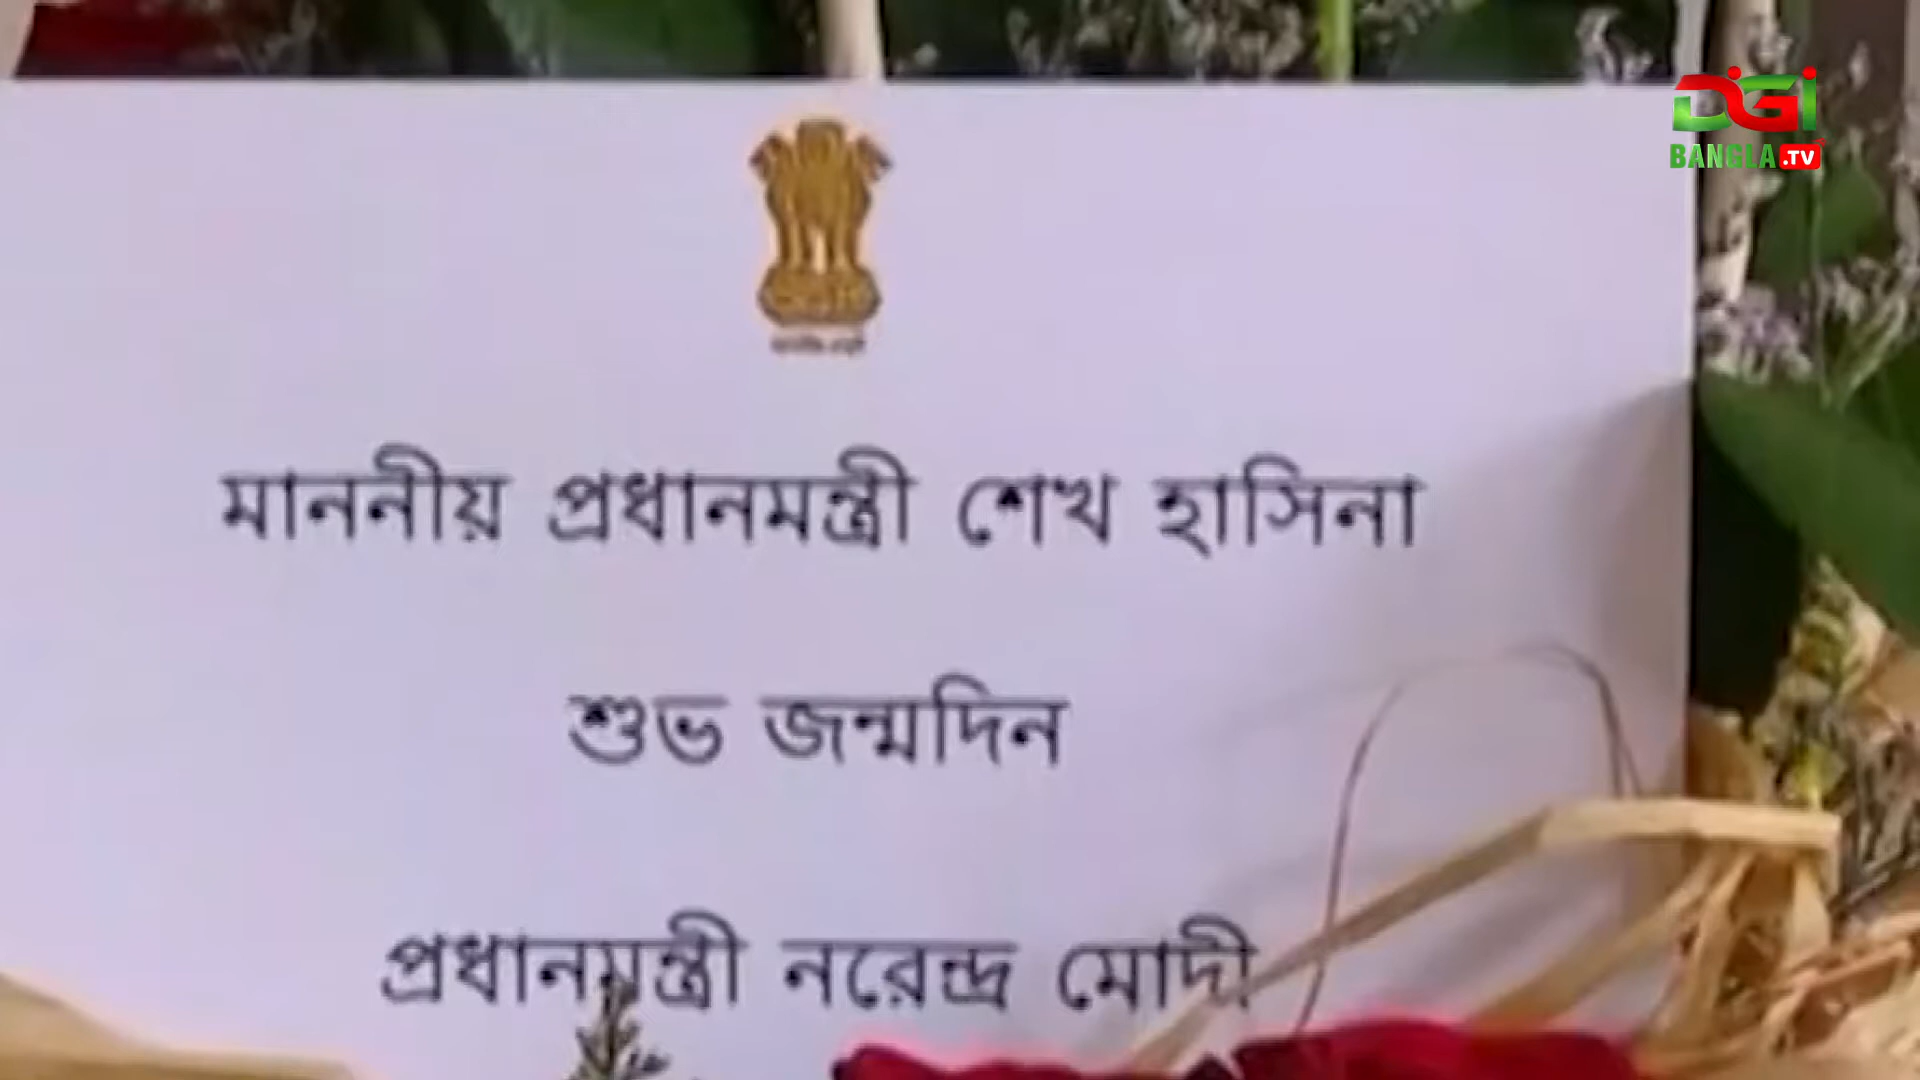 DGI
BANGLA.TV
মাননীয় প্রধানমন্ত্রী শেখ হাসিনা
শুভ জন্মদিন
প্রধানমন্ত্রী নরেন্দ্র মোদী